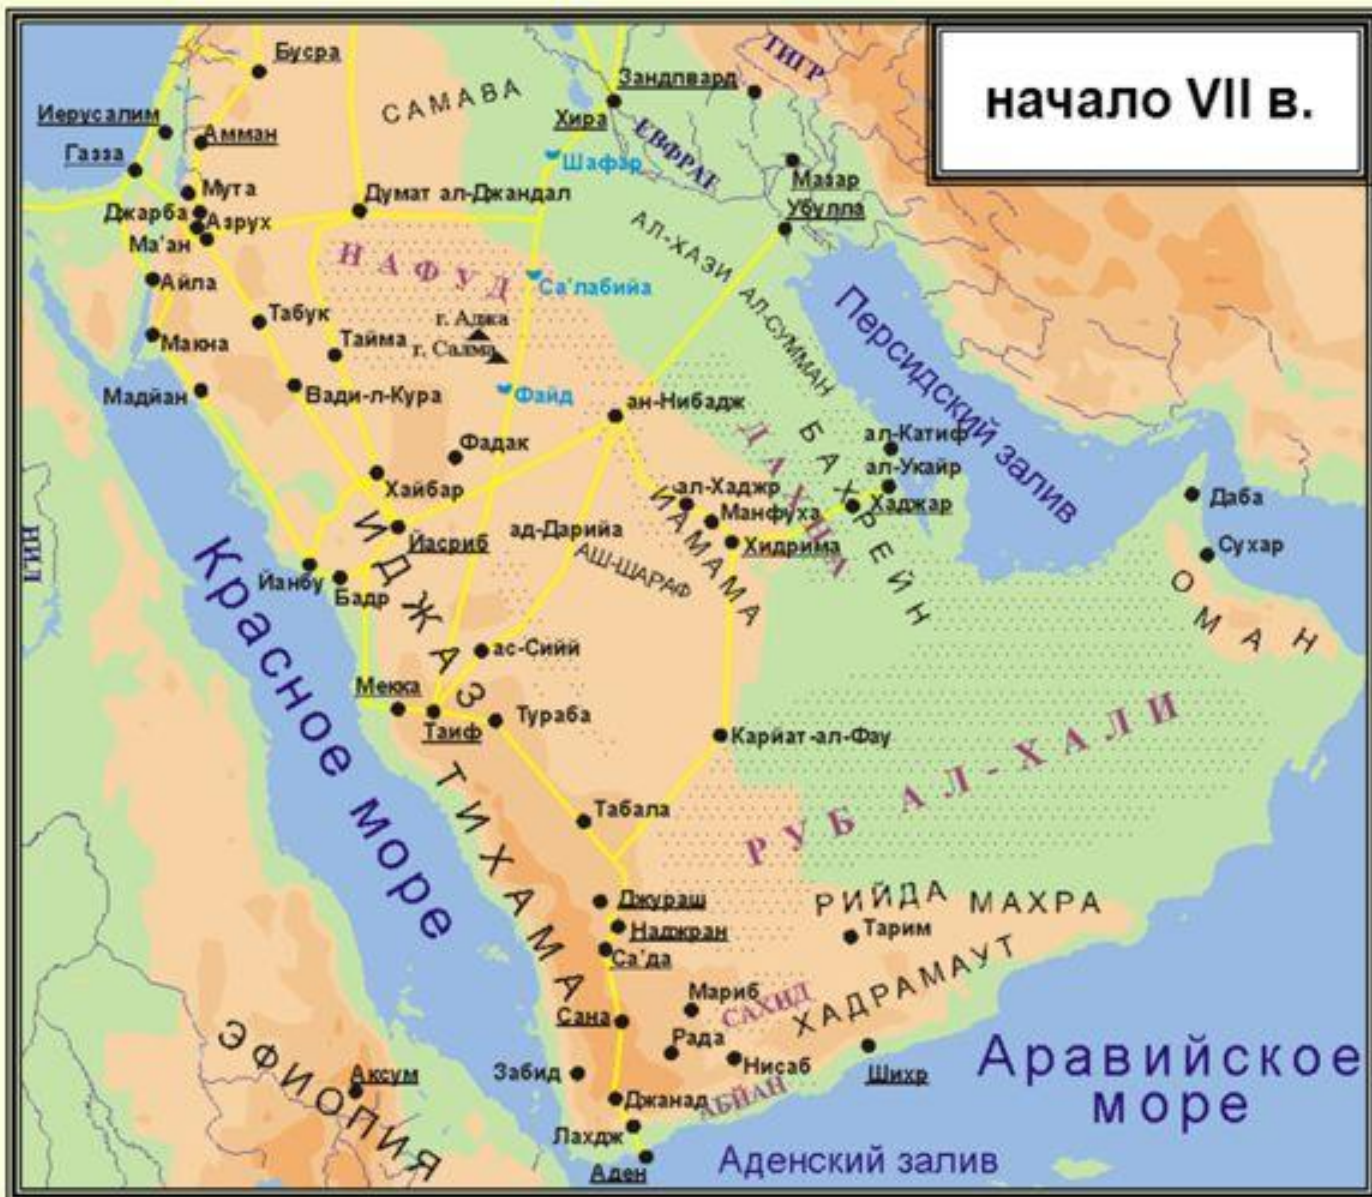 начало VII в.
Бусра
САМАВА
Зандпвард
ТИГР
Иерусалим
Амман
Хира
ЕВФРАТ
Газза
Шафар
Мазар
Мута
Думат ал-Джандал
Убулла
Джарба
Азрух
Ма'ан
АЛ-ХАЗИ
НАФУД
Айла
Са'лабийа
АЛ-СУММАН
Персидский залив
Табук
г. Аджа
Макна
Тайма
г. Салма
Мадйан
Вади-л-Кура
Файд
ан-Нибадж
ДАХНА
БАХРЕЙН
Фадак
ал-Катиф
ал-Укайр
Хайбар
ал-Хаджр
Хаджар
Даба
НИЛ
ИАМАМА
Манфуха
ХИДЖАЗ
Йасриб
ад-Дарийа
Хидрима
Сухар
АШ-ШАРАФ
Йанбу
Бадр
ОМАН
Красное море
ас-Сийй
Мекка
Таиф
Тураба
Карйат-ал-Фау
РУБ АЛ-ХАЛИ
ТИХАМА
Табала
Джураш
РИЙДА
МАХРА
Наджран
Тарим
Са'да
ХАДРАМАУТ
Мариб
САХИД
Сана
Рада
ЭФИОПИЯ
Аксум
Забид
Нисаб
Шихр
Аравийское
море
Джанад
АБЙАН
Лахдж
Аден
Аденский залив